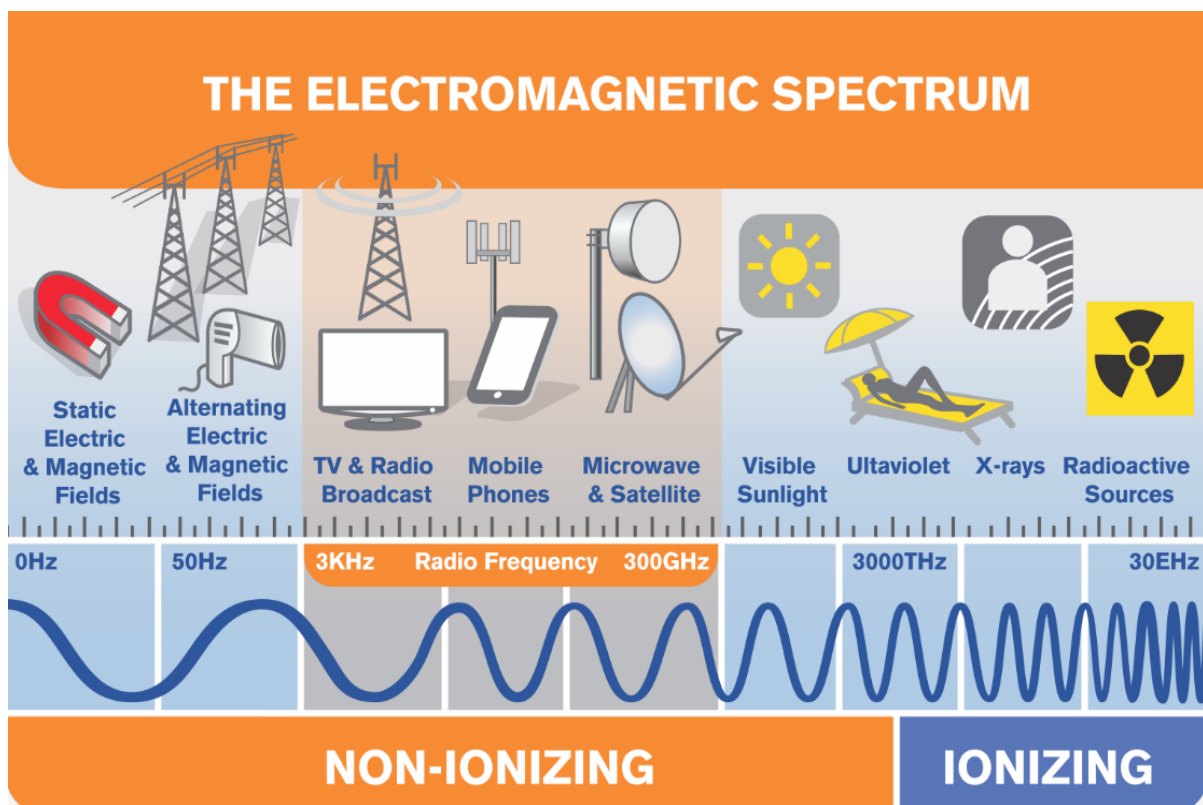 THE ELECTROMAGNETIC SPECTRUM
Static
Electric
& Magnetic
Fields
Alternating
Electric
& Magnetic
Fields
TV & Radio
Broadcast
Mobile
Phones
Microwave
& Satellite
Visible
Sunlight
Ultaviolet
X-rays
Radioactive
Sources
0Hz
50Hz
3KHz
Radio Frequency
300GHz
3000THz
30EHz
NON-IONIZING
IONIZING